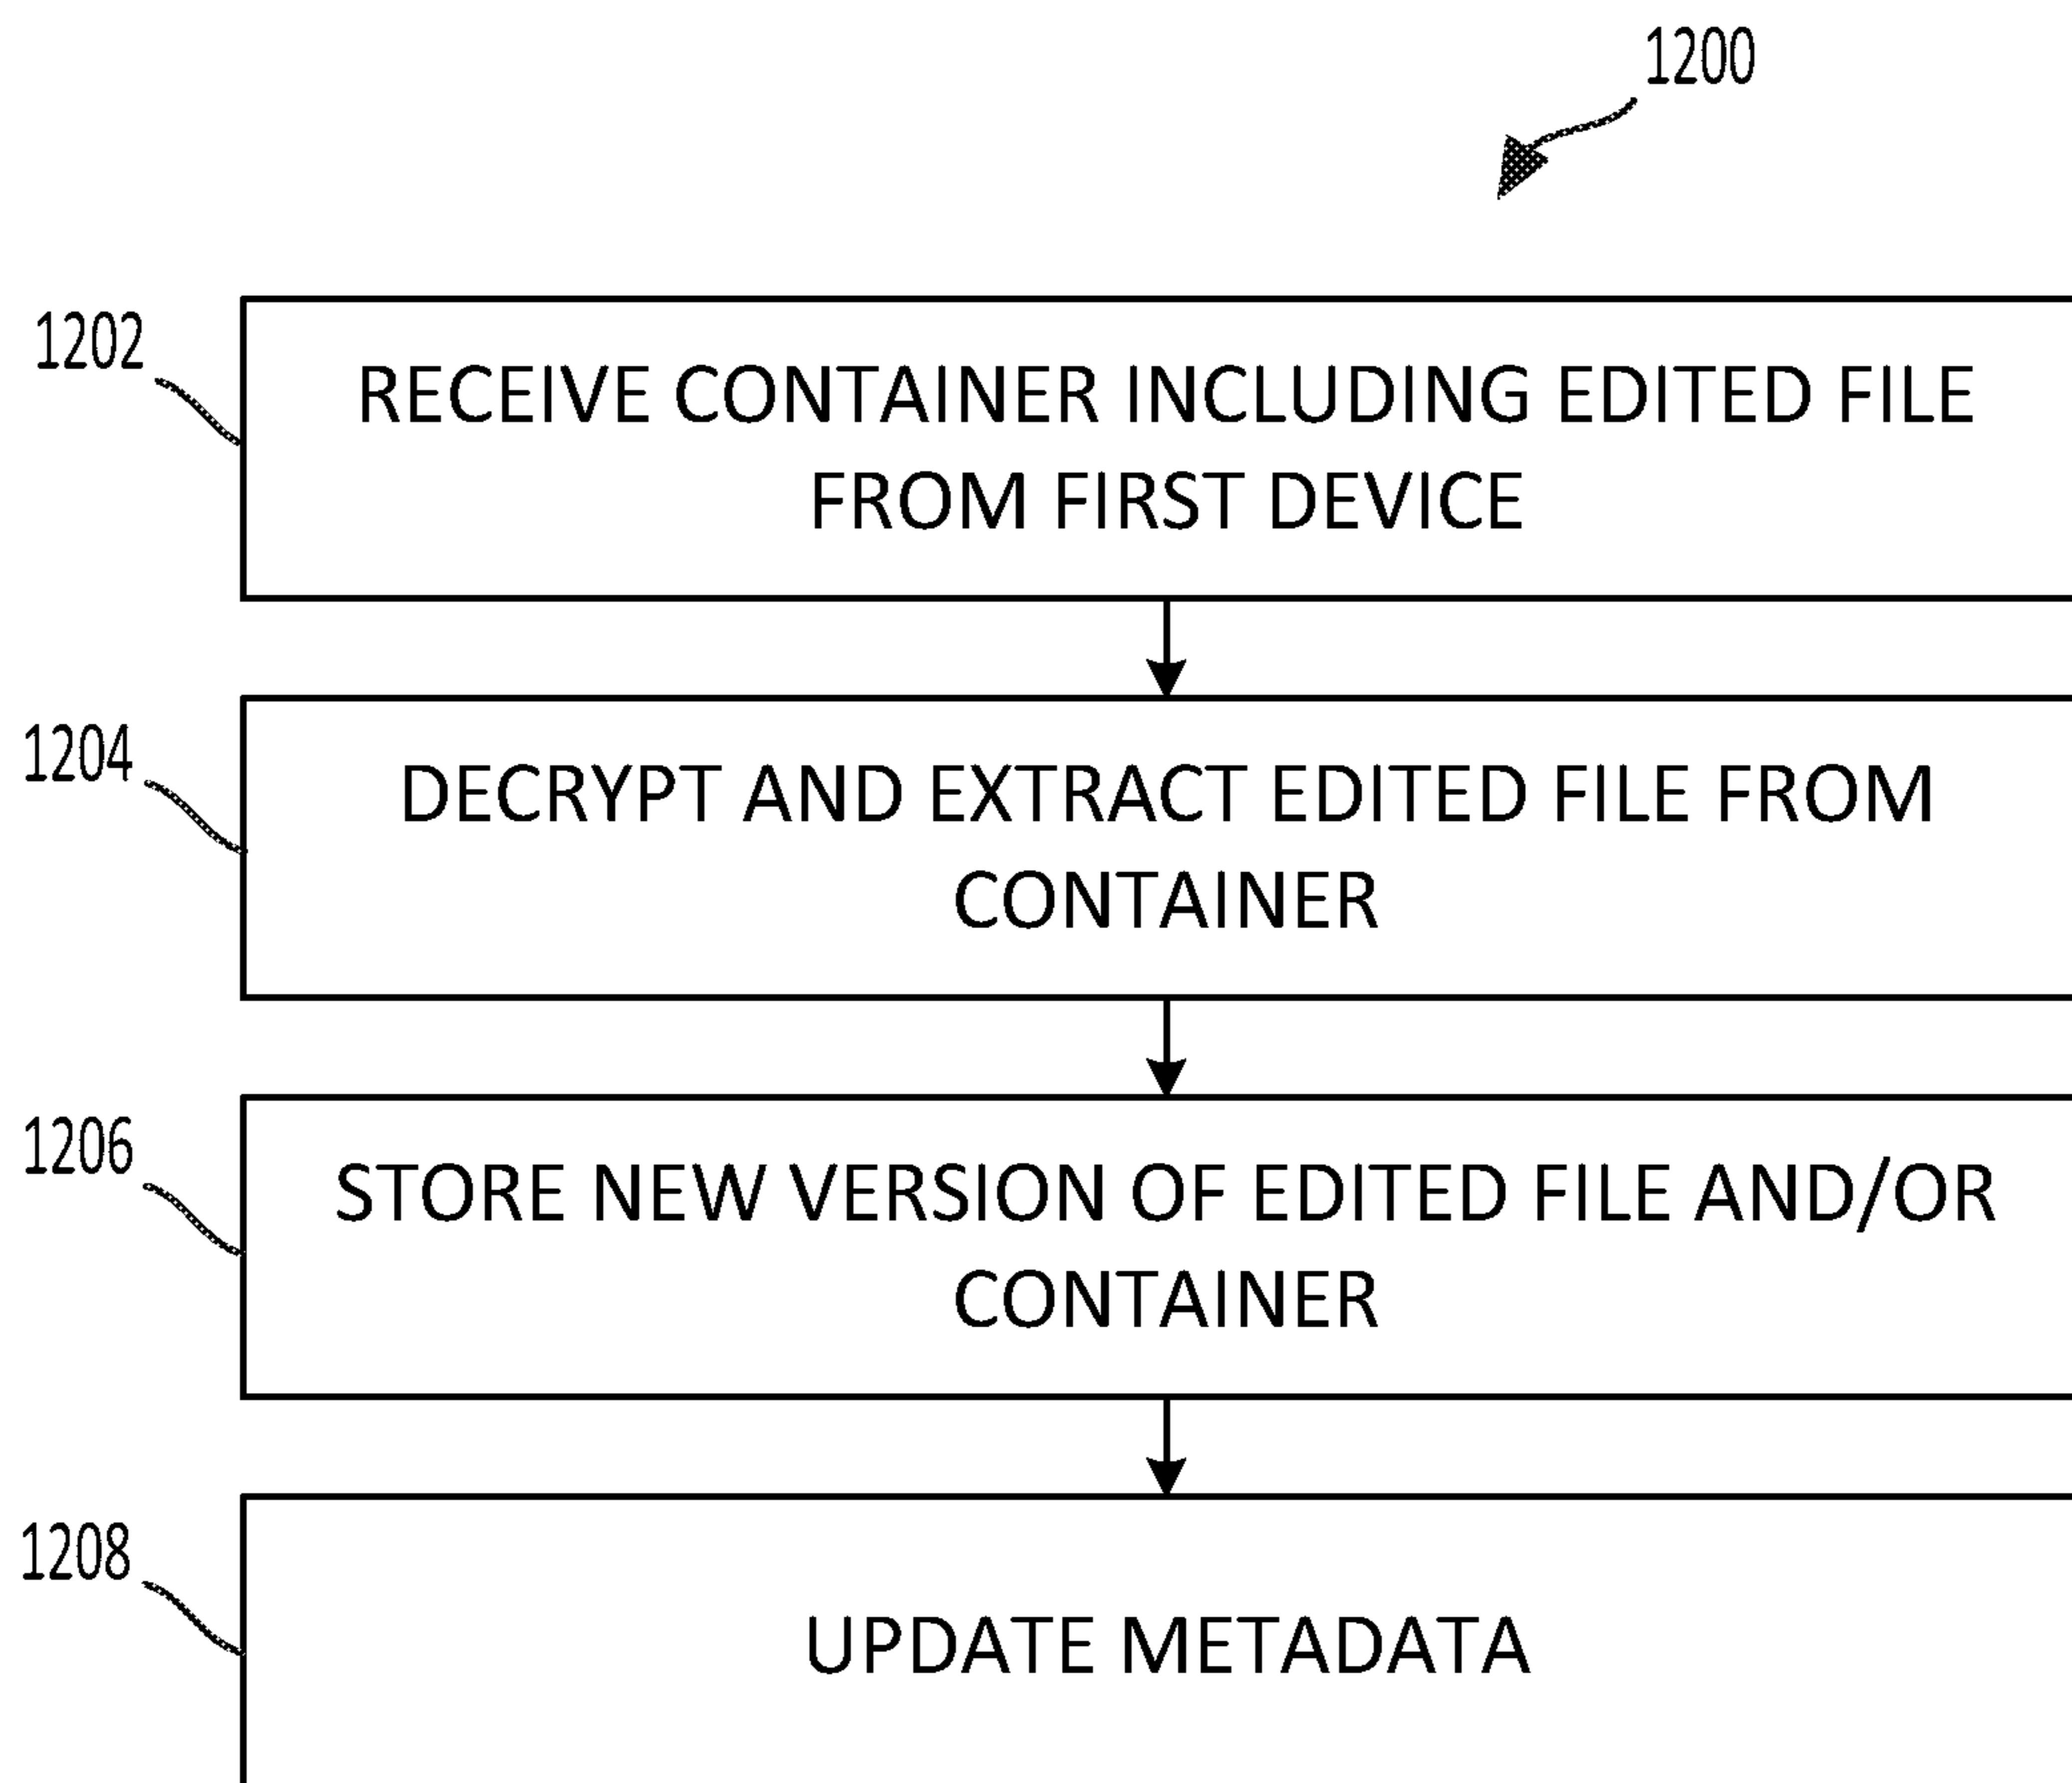 1200
1202
RECEIVE CONTAINER INCLUDING EDITED FILE
FROM FIRST DEVICE
1204
DECRYPT AND EXTRACT EDITED FILE FROM
CONTAINER
1206
STORE NEW VERSION OF EDITED FILE AND/OR
CONTAINER
1208
UPDATE METADATA